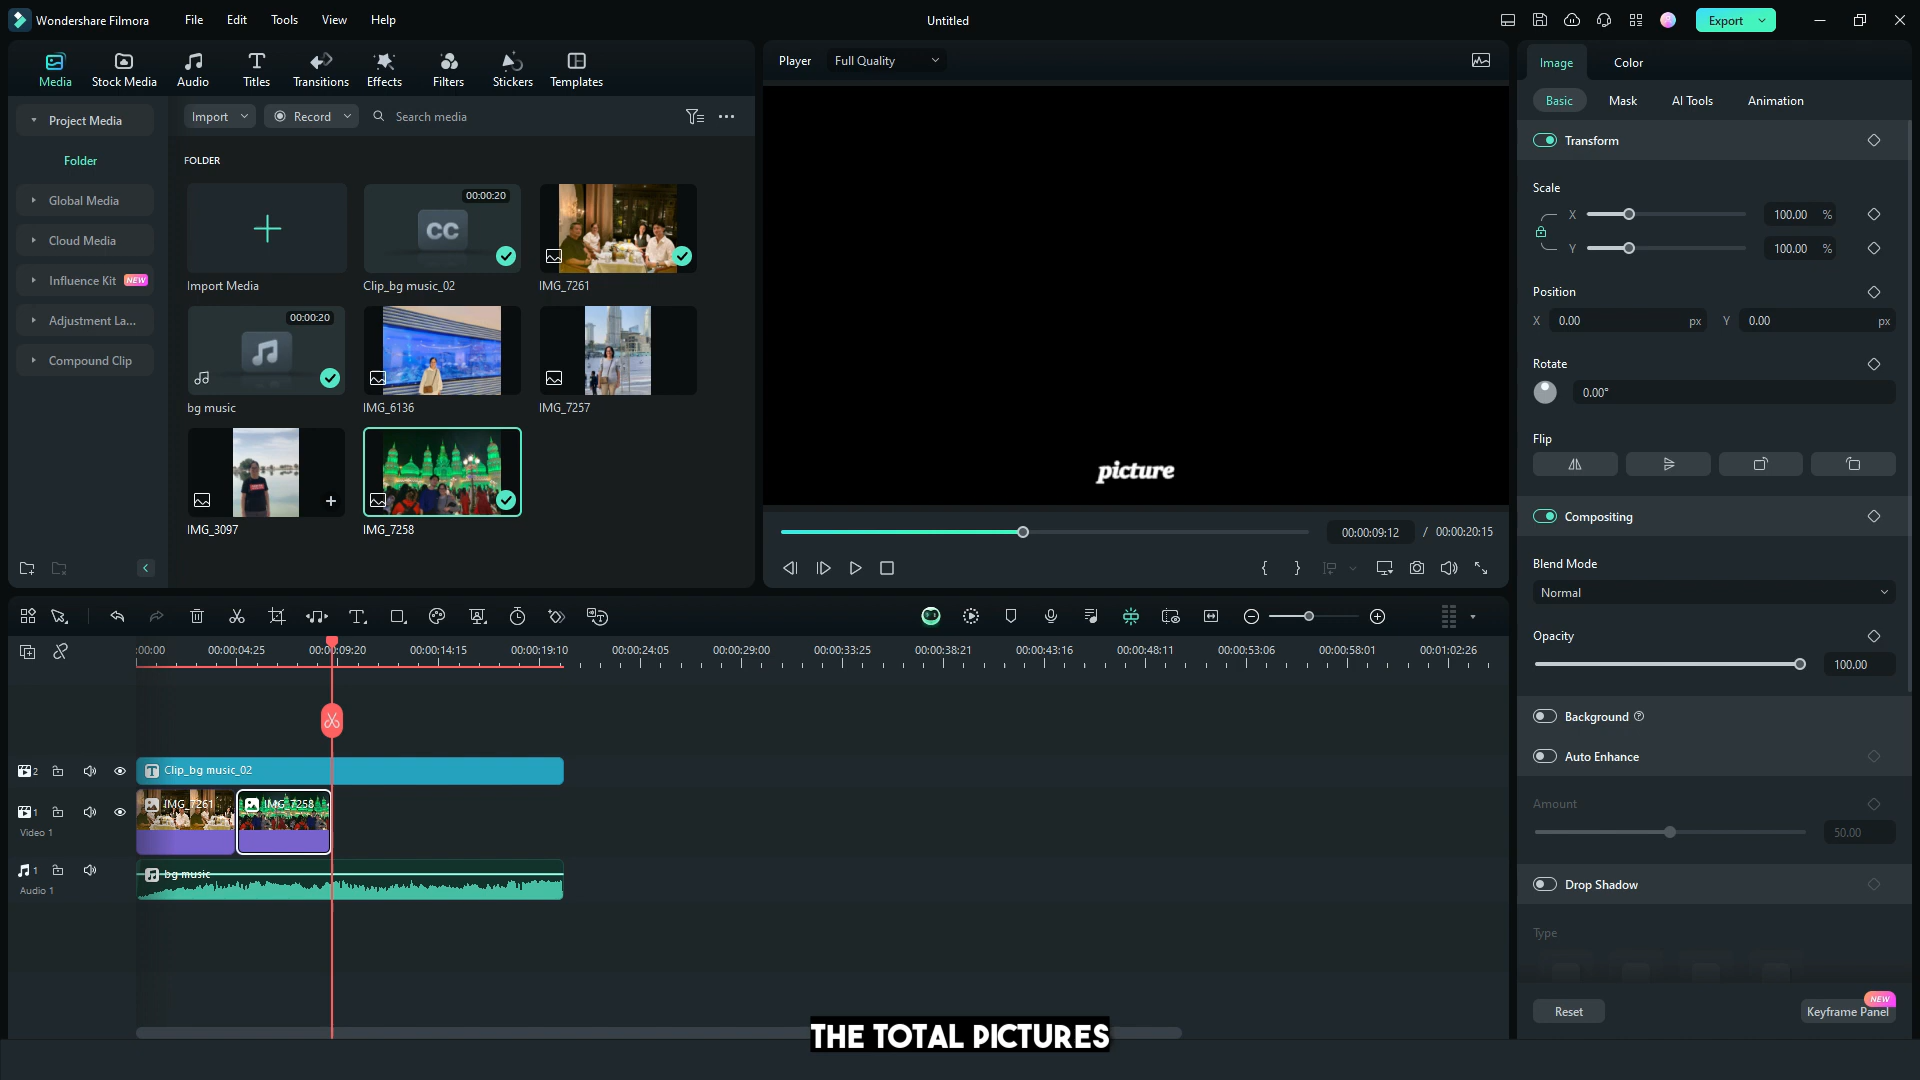 Wondershare Filmora
File
Edit
Tools
View
Help
Untitled
Export
Media
Stock Media
Audio
Titles
Transitions
Effects
Filters
Stickers
Templates
Player
Full Quality
Image
Color
Basic
Mask
AI Tools
Animation
Project Media
Folder
Global Media
Cloud Media
Influence Kit NEW
Adjustment La...
Compound Clip
Import
Record
Search media
FOLDER
00:00:20
CC
Import Media
Clip_bg music_02
IMG_7261
00:00:20
bg music
IMG_6136
IMG_7257
IMG_3097
IMG_7258
picture
00:00:09:12 / 00:00:20:15
Transform
Scale
X 100.00 %
Y 100.00 %
Position
X 0.00 px Y 0.00 px
Rotate
0.00°
Flip
Compositing
Blend Mode
Normal
Opacity
100.00
Background
Auto Enhance
Amount
50.00
Drop Shadow
Type
Reset
NEW
Keyframe Panel
:00:00 00:00:04:25 00:00:09:20 00:00:14:15 00:00:19:10 00:00:24:05 00:00:29:00 00:00:33:25 00:00:38:21 00:00:43:16 00:00:48:11 00:00:53:06 00:00:58:01 00:01:02:26
2
T Clip_bg music_02
1
Video 1
IMG_7261
IMG_7258
1
Audio 1
bg music
THE TOTAL PICTURES